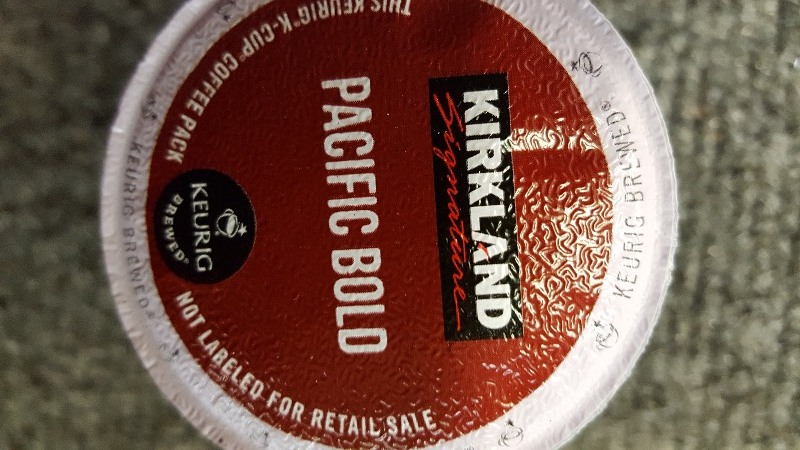 KIRKLAND
Signature
PACIFIC BOLD
THIS KEURIG® K-CUP® COFFEE PACK
NOT LABELED FOR RETAIL SALE
KEURIG
BREWED®
KEURIG BREWED®
KEURIG BREWED®